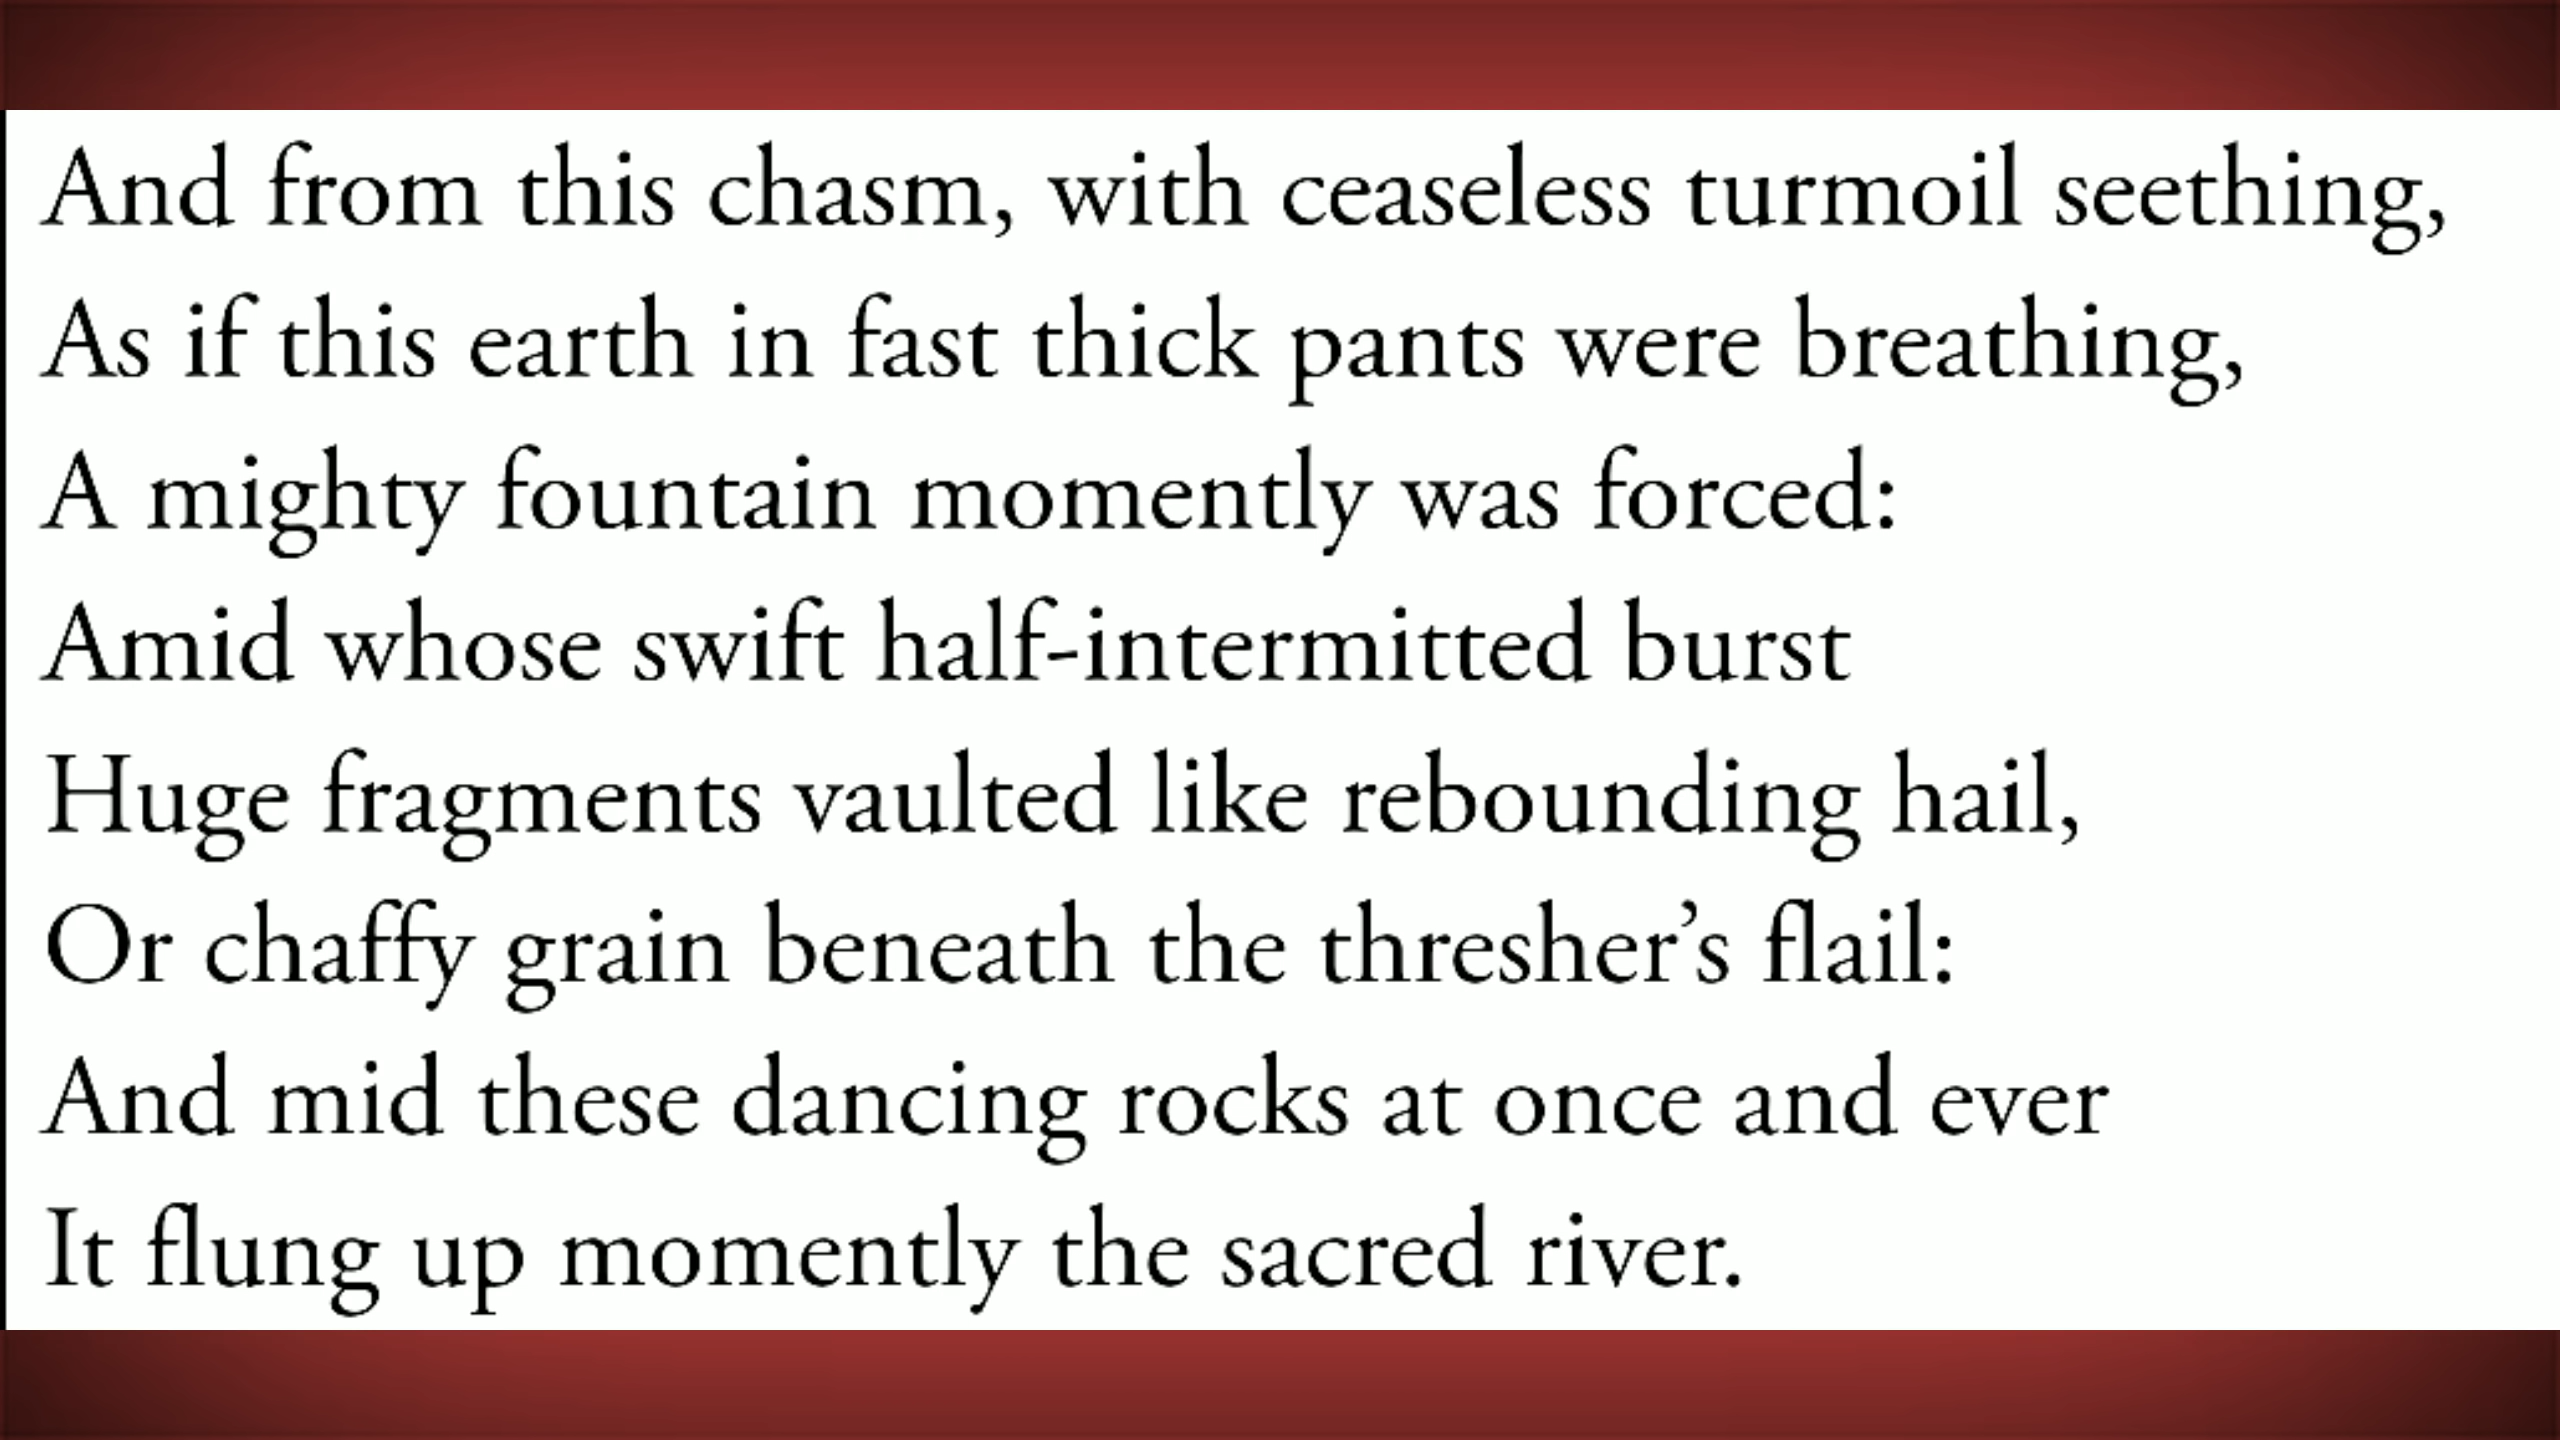 And from this chasm, with ceaseless turmoil seething,
As if this earth in fast thick pants were breathing,
A mighty fountain momently was forced:
Amid whose swift half-intermitted burst
Huge fragments vaulted like rebounding hail,
Or chaffy grain beneath the thresher’s flail:
And mid these dancing rocks at once and ever
It flung up momently the sacred river.